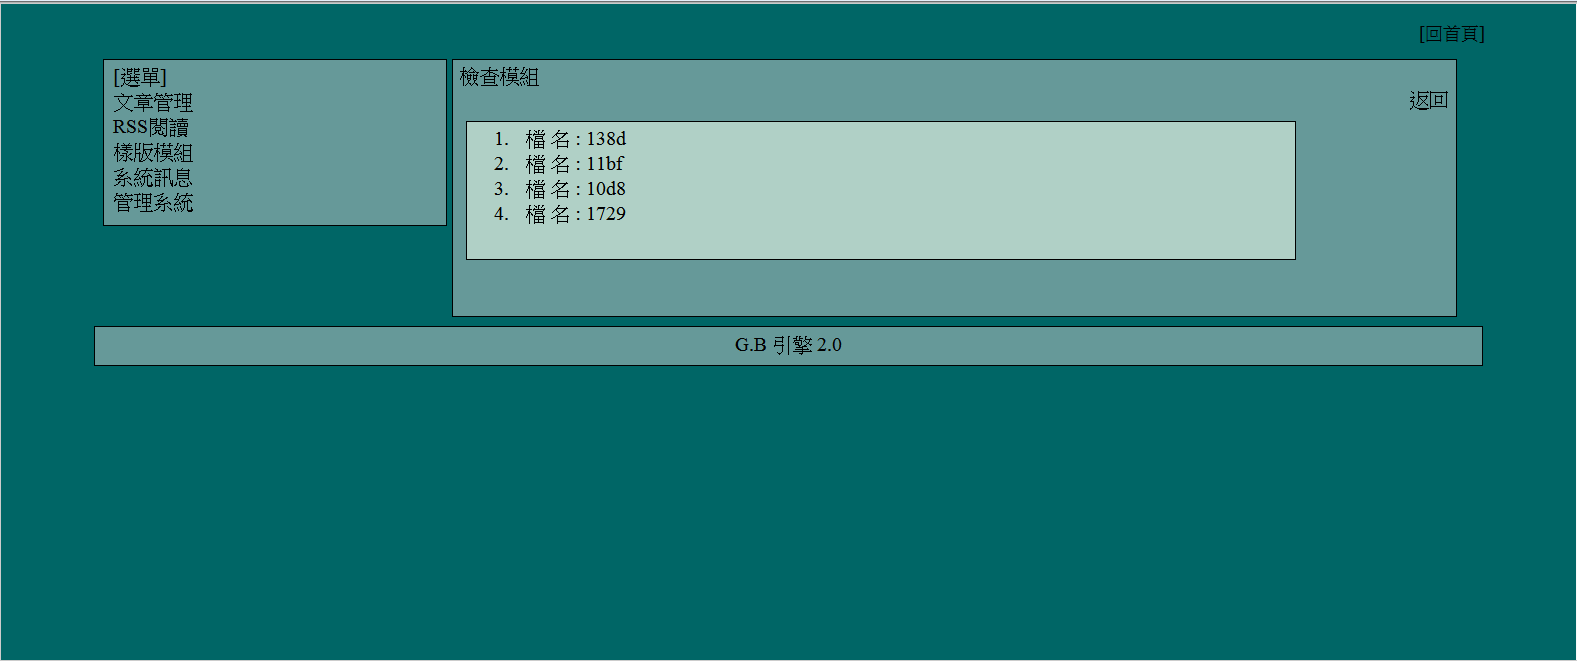 [回首頁]
[選單]
文章管理
RSS閱讀
樣版模組
系統訊息
管理系統
檢查模組
返回
1. 檔 名 : 138d
2. 檔 名 : 11bf
3. 檔 名 : 10d8
4. 檔 名 : 1729
G.B 引擎 2.0